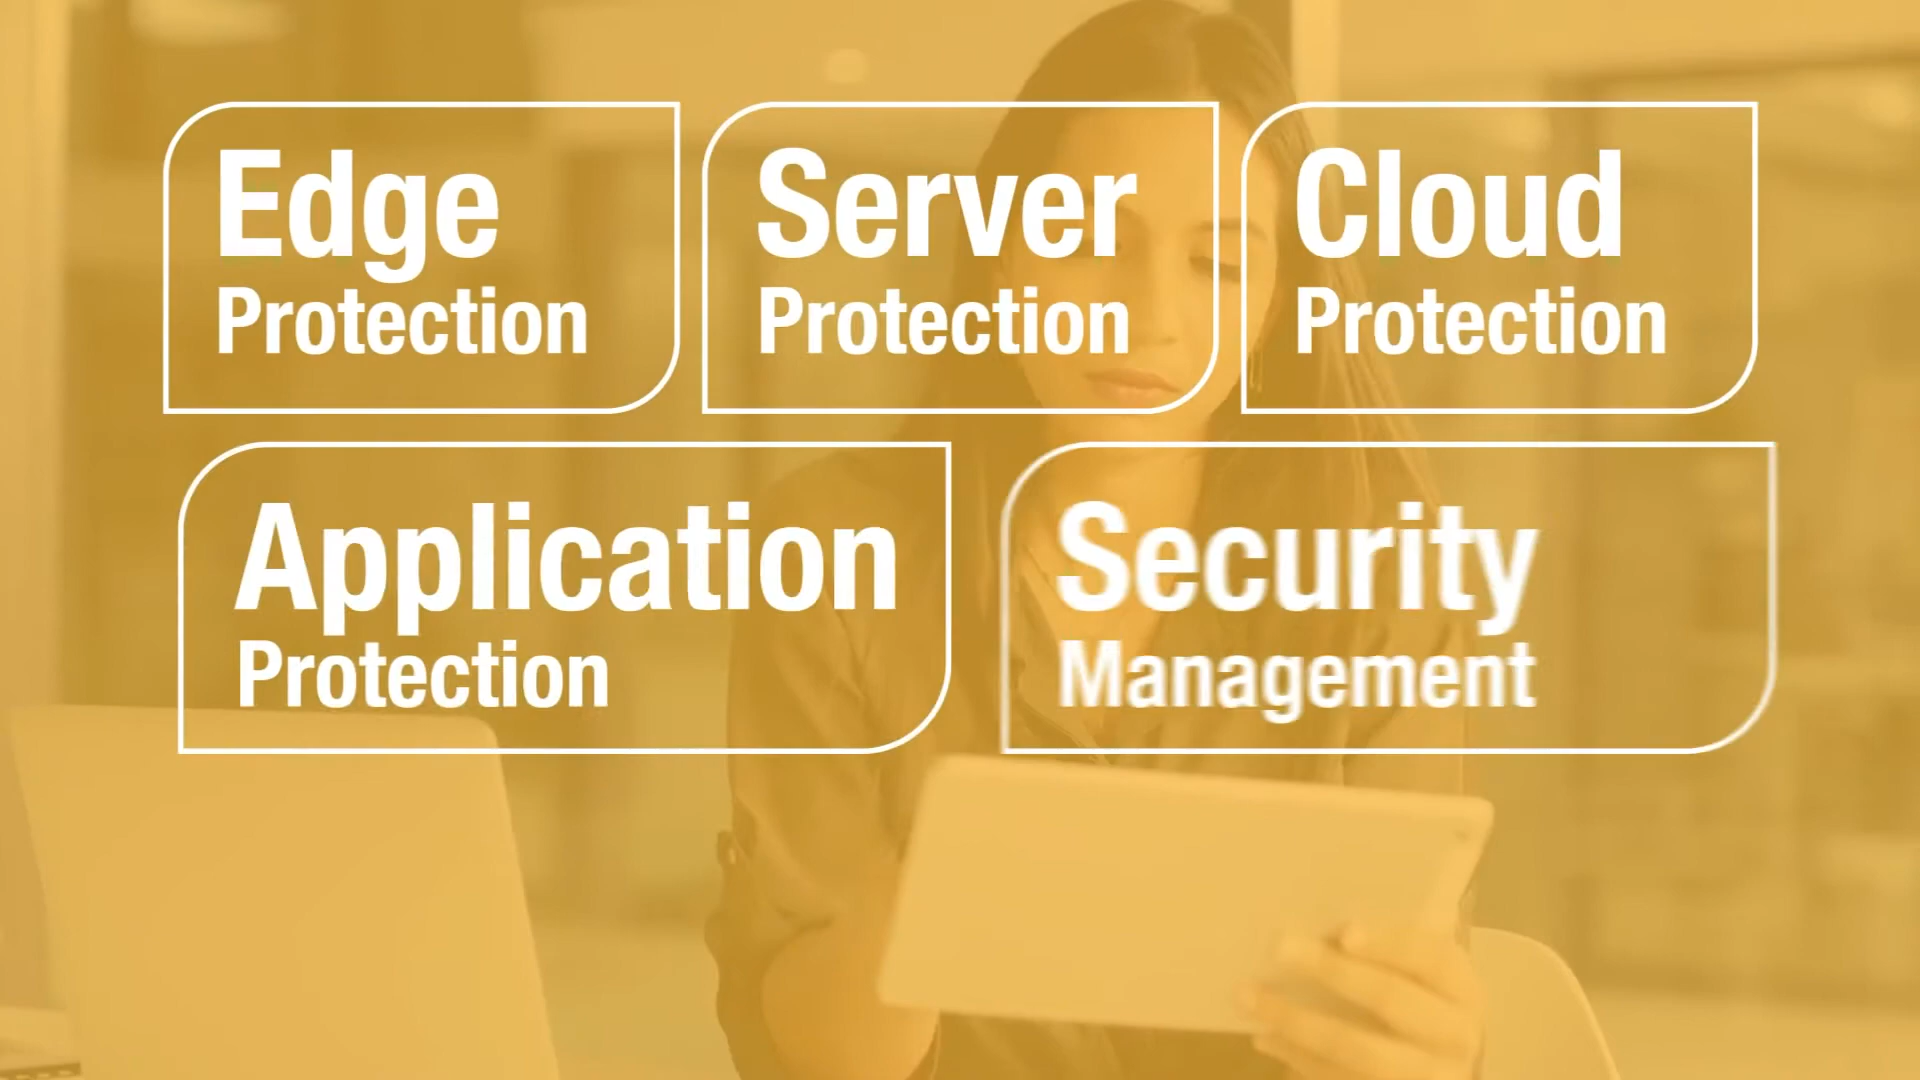 Edge
Protection
Server
Protection
Cloud
Protection
Application
Protection
Security
Management